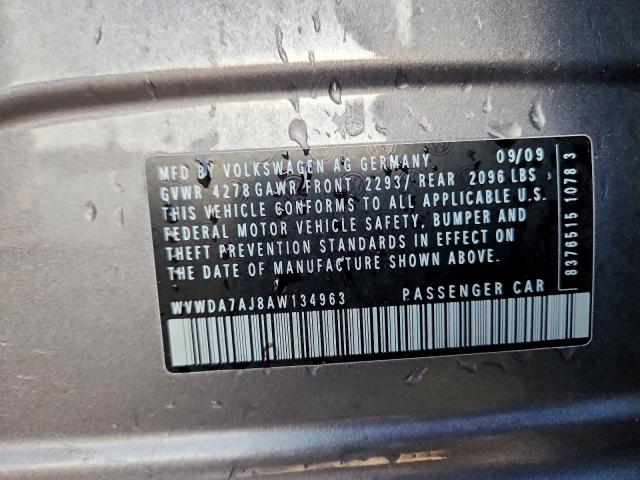 MFD BY VOLKSWAGEN AG GERMANY 09/09
GVWR 4278 GAWR FRONT 2293/ REAR 2096 LBS
THIS VEHICLE CONFORMS TO ALL APPLICABLE U.S.
FEDERAL MOTOR VEHICLE SAFETY, BUMPER AND
THEFT PREVENTION STANDARDS IN EFFECT ON
THE DATE OF MANUFACTURE SHOWN ABOVE.
WVWDA7AJ8AW134963 PASSENGER CAR
8376515 1078 3